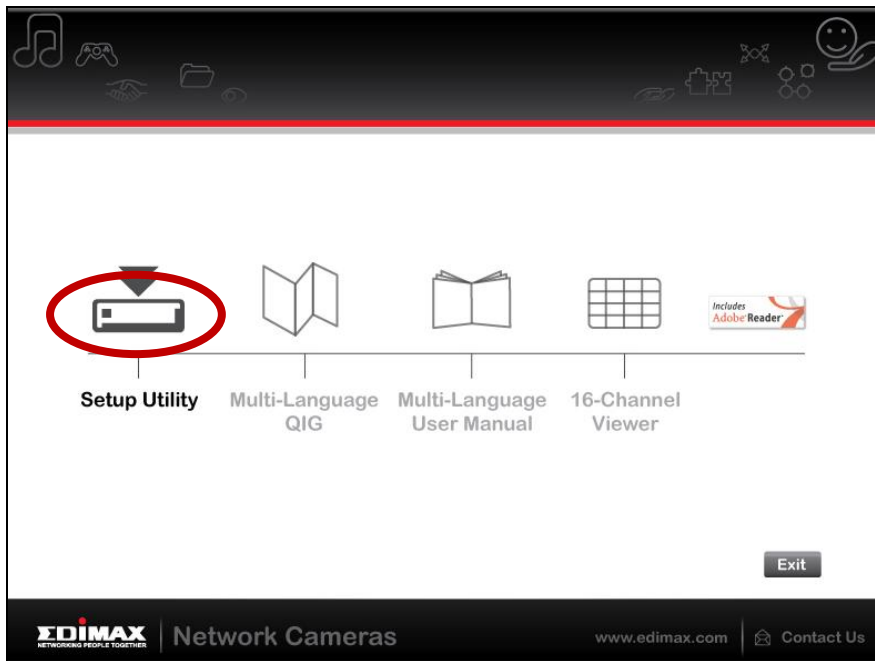 Includes
Adobe Reader
Setup Utility
Multi-Language
QIG
Multi-Language
User Manual
16-Channel
Viewer
Exit
EDIMAX
NETWORKING PEOPLE TOGETHER
Network Cameras
www.edimax.com
Contact Us